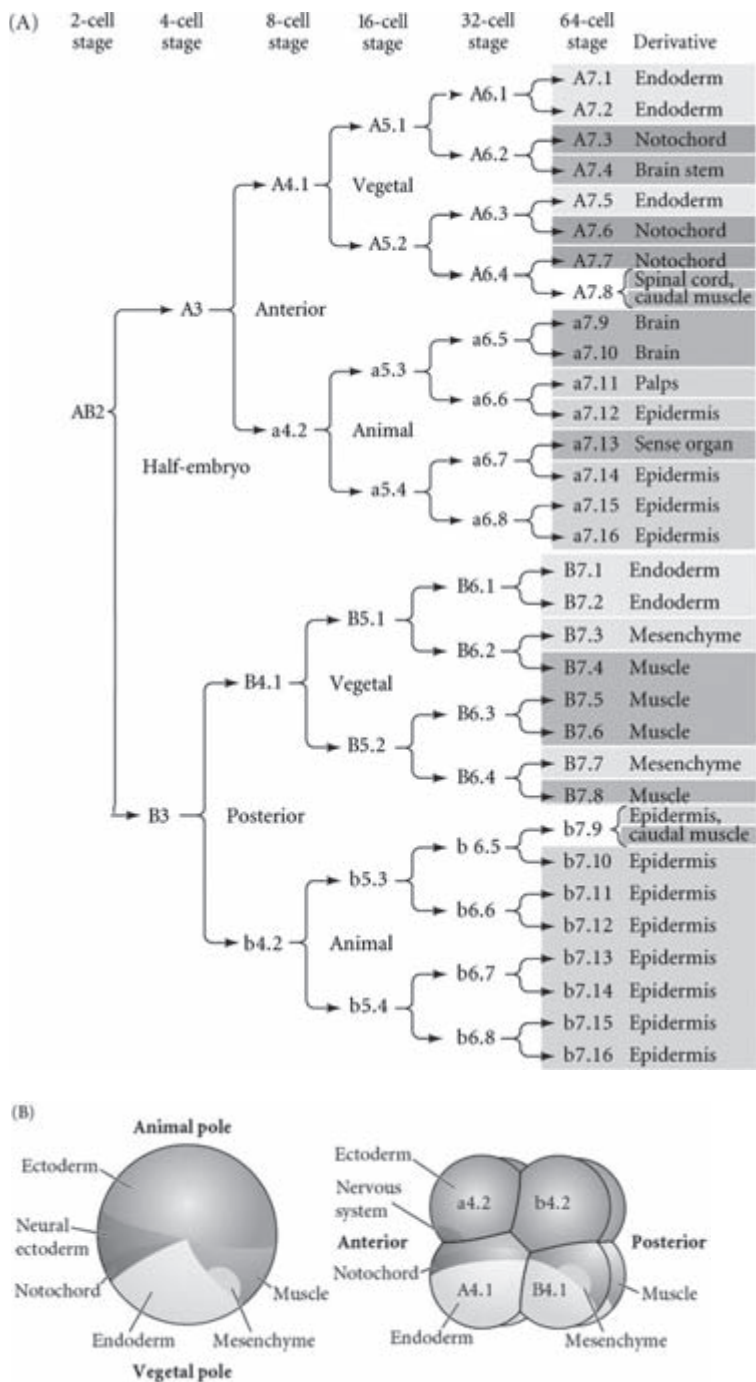 (A) 2-cell stage 4-cell stage 8-cell stage 16-cell stage 32-cell stage 64-cell stage Derivative
A7.1 Endoderm
A6.1
A7.2 Endoderm
A5.1
A7.3 Notochord
A6.2
A7.4 Brain stem
A4.1 Vegetal
A7.5 Endoderm
A6.3
A7.6 Notochord
A5.2
A7.7 Notochord
A6.4
A7.8 Spinal cord, caudal muscle
A3 Anterior
a7.9 Brain
a6.5
a7.10 Brain
a5.3
a7.11 Palps
a6.6
a7.12 Epidermis
AB2
a4.2 Animal
Half-embryo
a7.13 Sense organ
a6.7
a7.14 Epidermis
a5.4
a7.15 Epidermis
a6.8
a7.16 Epidermis
B7.1 Endoderm
B6.1
B7.2 Endoderm
B5.1
B7.3 Mesenchyme
B6.2
B7.4 Muscle
B4.1 Vegetal
B7.5 Muscle
B6.3
B7.6 Muscle
B5.2
B7.7 Mesenchyme
B6.4
B7.8 Muscle
B3 Posterior
b7.9 Epidermis, caudal muscle
b 6.5
b7.10 Epidermis
b5.3
b7.11 Epidermis
b6.6
b7.12 Epidermis
b4.2 Animal
b7.13 Epidermis
b6.7
b7.14 Epidermis
b5.4
b7.15 Epidermis
b6.8
b7.16 Epidermis
(B)
Animal pole
Ectoderm
Neural
ectoderm
Notochord
Endoderm
Mesenchyme
Muscle
Vegetal pole
Ectoderm
a4.2
b4.2
Nervous
system
Anterior
Posterior
Notochord
A4.1
B4.1
Muscle
Endoderm
Mesenchyme